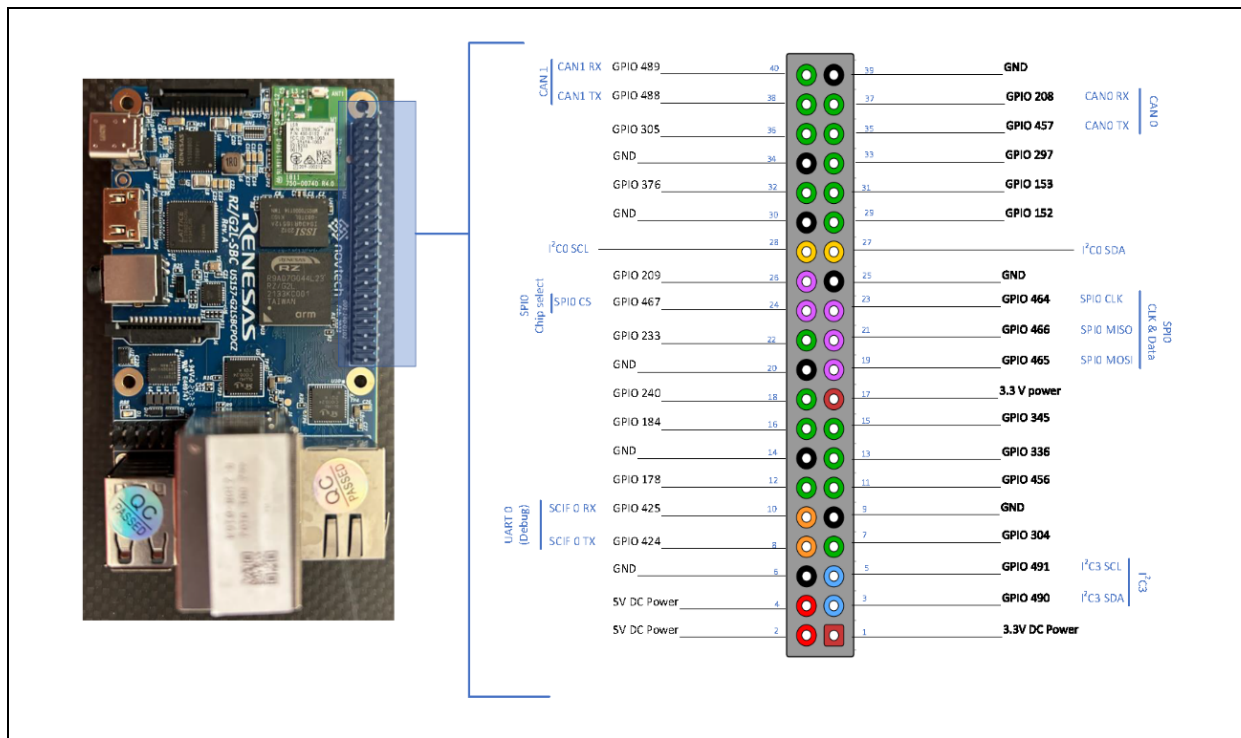 CAN 1
CAN1 RX GPIO 489 40
39 GND
CAN1 TX GPIO 488 38
37 GPIO 208 CAN0 RX
CAN 0
GPIO 305 36
35 GPIO 457 CAN0 TX
GND 34
33 GPIO 297
GPIO 376 32
31 GPIO 153
GND 30
29 GPIO 152
I²C0 SCL 28
27 I²C0 SDA
GPIO 209 26
25 GND
SPI0
Chip select
SPI0 CS GPIO 467 24
23 GPIO 464 SPI0 CLK
GPIO 233 22
21 GPIO 466 SPI0 MISO
SPI0
CLK & Data
GND 20
19 GPIO 465 SPI0 MOSI
GPIO 240 18
17 3.3 V power
GPIO 184 16
15 GPIO 345
GND 14
13 GPIO 336
GPIO 178 12
11 GPIO 456
UART 0
(Debug)
SCIF 0 RX GPIO 425 10
9 GND
SCIF 0 TX GPIO 424 8
7 GPIO 304
GND 6
5 GPIO 491 I²C3 SCL
I²C3
5V DC Power 4
3 GPIO 490 I²C3 SDA
5V DC Power 2
1 3.3V DC Power
RENESAS
RZ/G2L-SBC
REV. A
novtech
ISSI
RZ
RZ/G2L
TAIWAN
arm
QC
PASSED
QC
PASSED